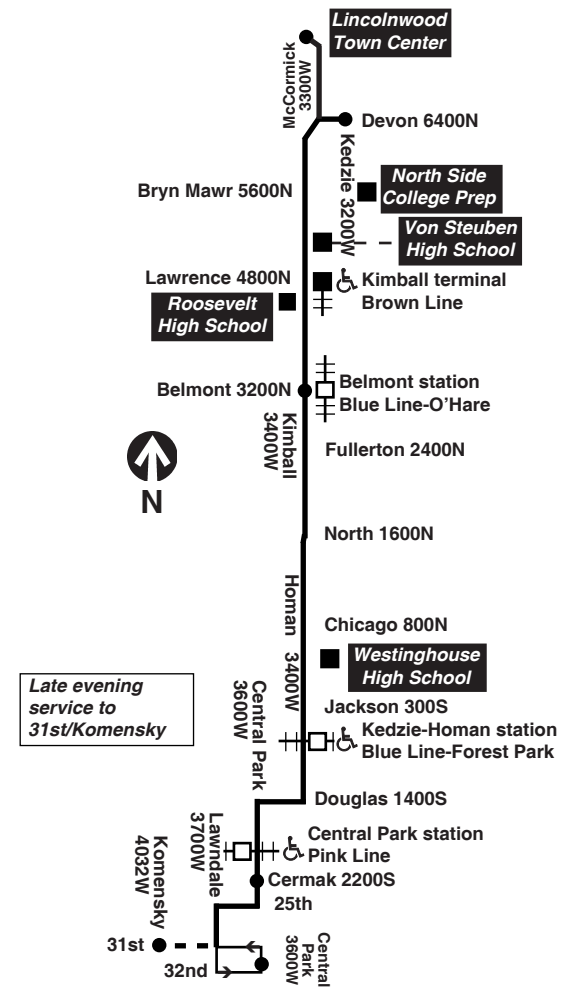 Lincolnwood
Town Center
McCormick
3300W
Devon 6400N
Kedzie 3200W
North Side
College Prep
Bryn Mawr 5600N
Von Steuben
High School
Lawrence 4800N
Kimball terminal
Brown Line
Roosevelt
High School
Belmont 3200N
Belmont station
Blue Line-O'Hare
Kimball
3400W
Fullerton 2400N
N
North 1600N
Homan 3400W
Chicago 800N
Westinghouse
High School
Late evening
service to
31st/Komensky
Central Park
3600W
Jackson 300S
Kedzie-Homan station
Blue Line-Forest Park
Douglas 1400S
Lawndale
3700W
Central Park station
Pink Line
Komensky
4032W
Cermak 2200S
25th
31st
32nd
Central
Park
3600W